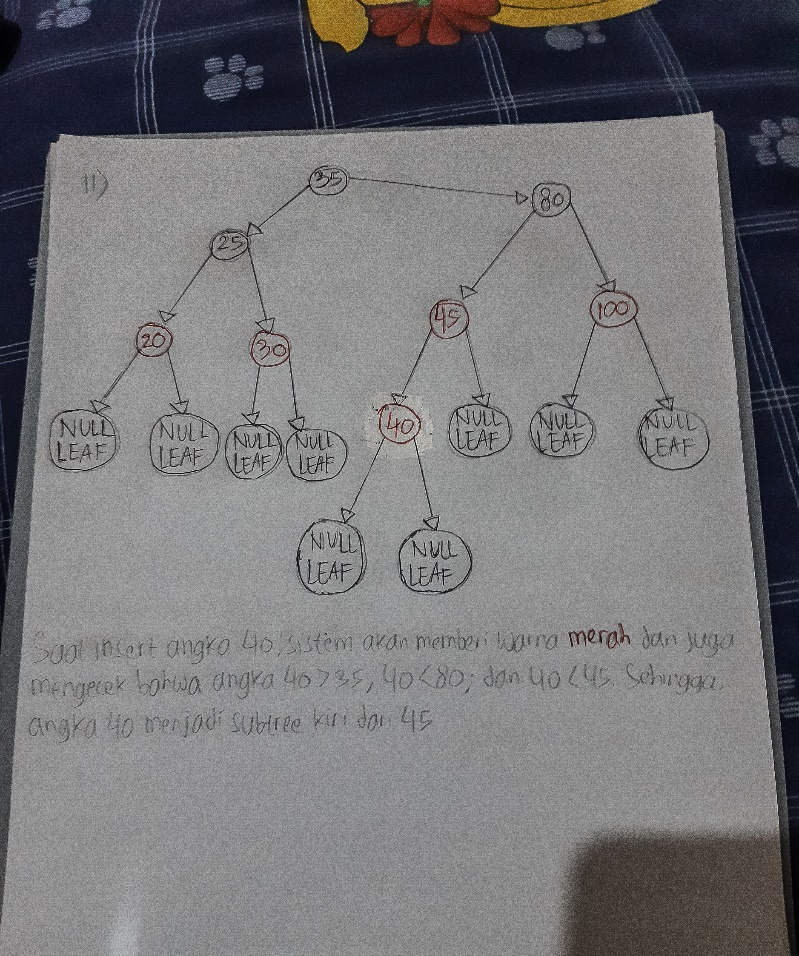 11)
35
80
25
45
100
20
30
40
NULL LEAF
NULL LEAF
NULL LEAF
NULL LEAF
NULL LEAF
NULL LEAF
NULL LEAF
NULL LEAF
NULL LEAF
Saat insert angka 40, sistem akan memberi warna merah dan juga
mengecek bahwa angka 40>35, 40<80; dan 40<45. Sehingga,
angka 40 menjadi subtree kiri dari 45